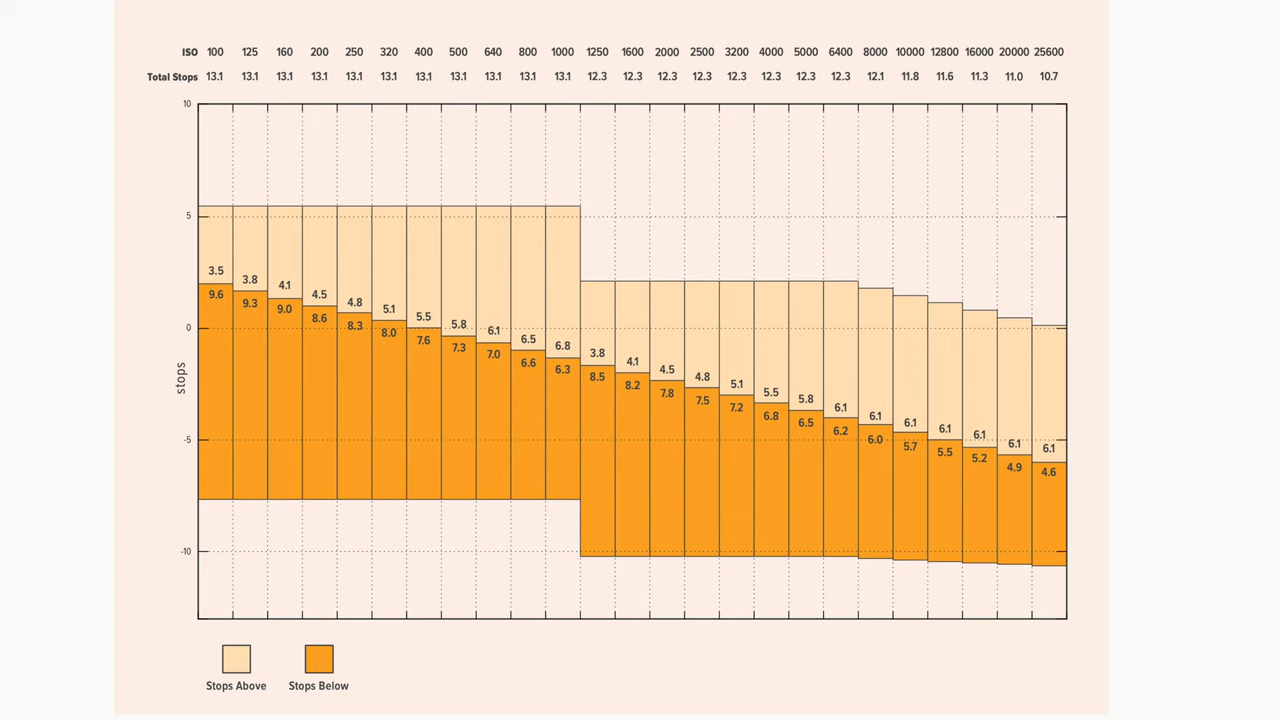 ISO 100 125 160 200 250 320 400 500 640 800 1000 1250 1600 2000 2500 3200 4000 5000 6400 8000 10000 12800 16000 20000 25600
Total Stops 13.1 13.1 13.1 13.1 13.1 13.1 13.1 13.1 13.1 13.1 13.1 12.3 12.3 12.3 12.3 12.3 12.3 12.3 12.3 12.1 11.8 11.6 11.3 11.0 10.7
10
5
3.5 3.8 4.1 4.5 4.8 5.1 5.5 5.8 6.1 6.5 6.8 3.8 4.1 4.5 4.8 5.1 5.5 5.8 6.1 6.1 6.1 6.1 6.1 6.1 6.1
9.6 9.3 9.0 8.6 8.3 8.0 7.6 7.3 7.0 6.6 6.3 8.5 8.2 7.8 7.5 7.2 6.8 6.5 6.2 6.0 5.7 5.5 5.2 4.9 4.6
0
stops
-5
-10
Stops Above Stops Below